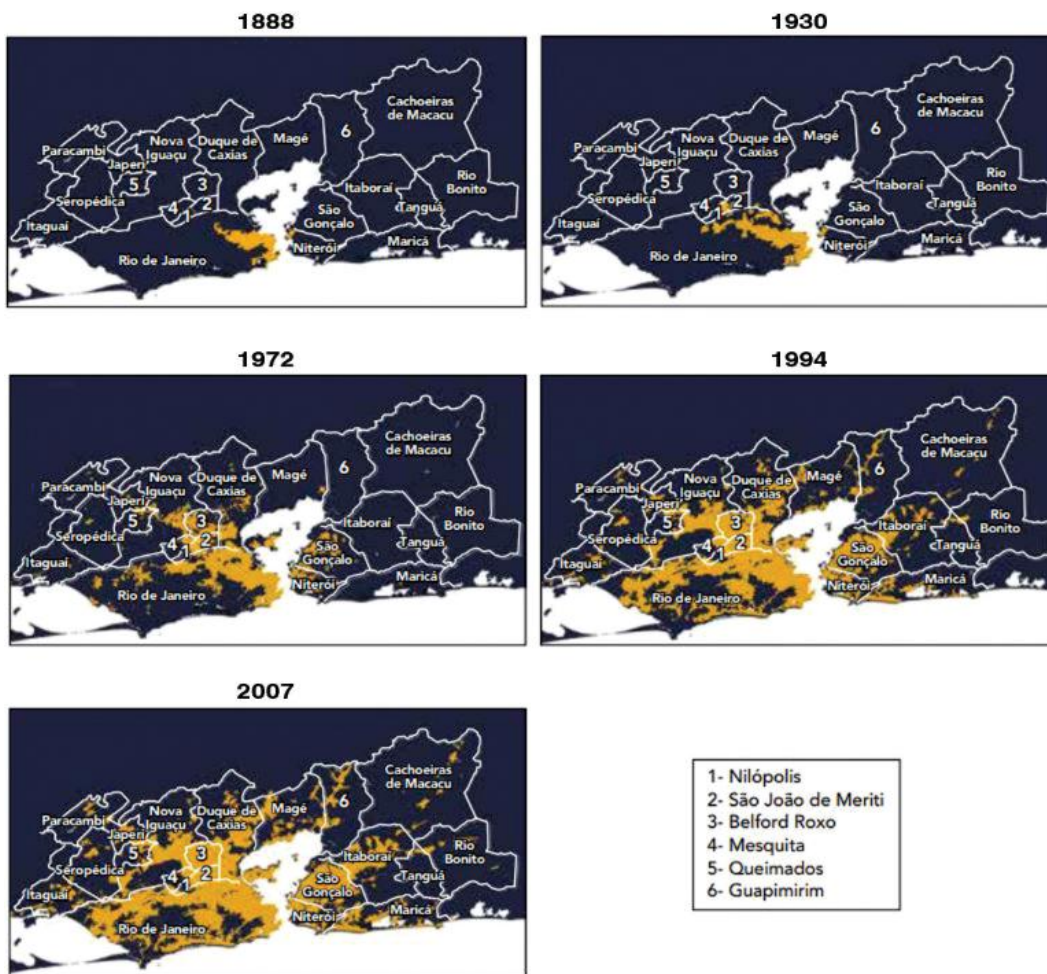 1888
Cachoeiras
de Macacu
6
Magé
Duque de
Caxias
Nova
Iguaçu
Paracambi
Japeri
5
3
Seropédica
4
2
1
Itaguaí
Itaboraí
Rio
Bonito
Tanguá
São
Gonçalo
Niterói
Maricá
Rio de Janeiro
1930
Cachoeiras
de Macacu
6
Magé
Duque de
Caxias
Nova
Iguaçu
Paracambi
Japeri
5
3
Seropédica
4
2
1
Itaguaí
Itaboraí
Rio
Bonito
Tanguá
São
Gonçalo
Niterói
Maricá
Rio de Janeiro
1972
Cachoeiras
de Macacu
6
Magé
Duque de
Caxias
Nova
Iguaçu
Paracambi
Japeri
5
3
Seropédica
4
2
1
Itaguaí
Itaboraí
Rio
Bonito
Tanguá
São
Gonçalo
Niterói
Maricá
Rio de Janeiro
1994
Cachoeiras
de Macacu
6
Magé
Duque de
Caxias
Nova
Iguaçu
Paracambi
Japeri
5
3
Seropédica
4
2
1
Itaguaí
Itaboraí
Rio
Bonito
Tanguá
São
Gonçalo
Niterói
Maricá
Rio de Janeiro
2007
Cachoeiras
de Macacu
6
Magé
Duque de
Caxias
Nova
Iguaçu
Paracambi
Japeri
5
3
Seropédica
4
2
1
Itaguaí
Itaboraí
Rio
Bonito
Tanguá
São
Gonçalo
Niterói
Maricá
Rio de Janeiro
1- Nilópolis
2- São João de Meriti
3- Belford Roxo
4- Mesquita
5- Queimados
6- Guapimirim